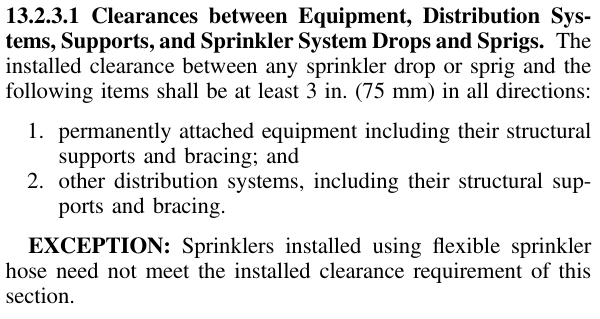 13.2.3.1 Clearances between Equipment, Distribution Sys-
tems, Supports, and Sprinkler System Drops and Sprigs. The
installed clearance between any sprinkler drop or sprig and the
following items shall be at least 3 in. (75 mm) in all directions:
1. permanently attached equipment including their structural
supports and bracing; and
2. other distribution systems, including their structural sup-
ports and bracing.
EXCEPTION: Sprinklers installed using flexible sprinkler
hose need not meet the installed clearance requirement of this
section.